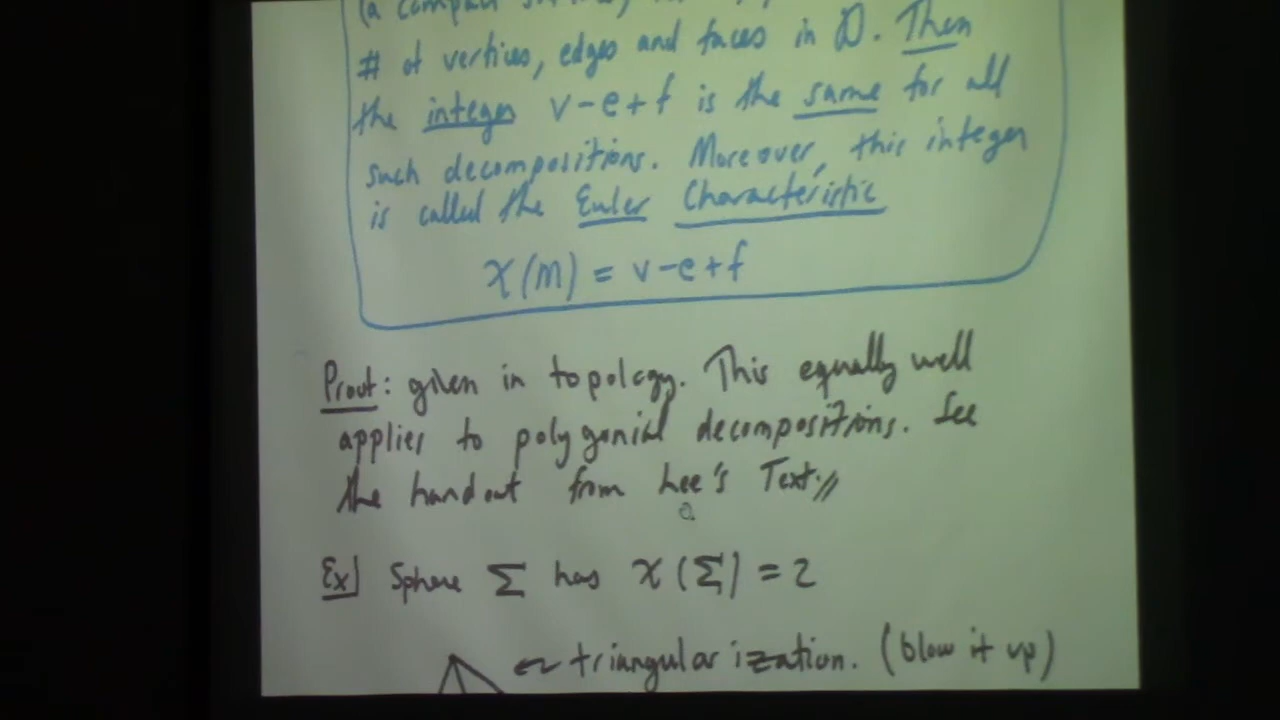 (a compact
# of vertices, edges and faces in D. Then
the integer v-e+f is the same for all
such decompositions. Moreover, this integer
is called the Euler Characteristic
χ(M) = v-e+f
Proof: given in topology. This equally well
applies to polygonial decompositions. See
the handout from Lee's Text.//
Ex] Sphere Σ has χ(Σ) = 2
← triangularization. (blow it up)